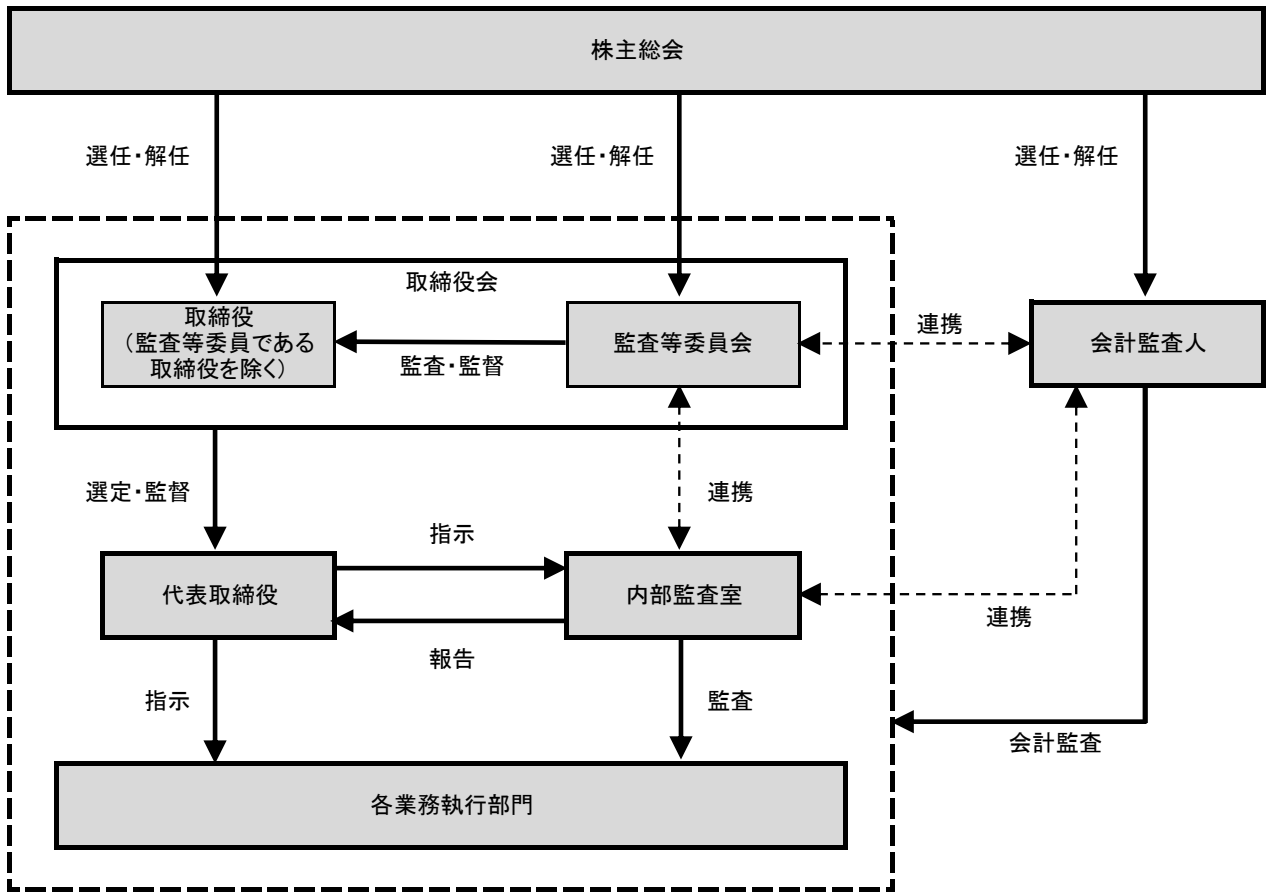 株主総会
選任・解任
選任・解任
選任・解任
取締役会
取締役
（監査等委員である
取締役を除く）
監査・監督
監査等委員会
連携
会計監査人
選定・監督
連携
指示
代表取締役
内部監査室
連携
報告
指示
監査
会計監査
各業務執行部門